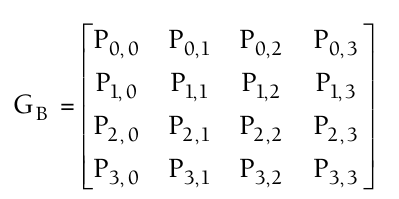 G_B = [ P_{0,0} P_{0,1} P_{0,2} P_{0,3}
P_{1,0} P_{1,1} P_{1,2} P_{1,3}
P_{2,0} P_{2,1} P_{2,2} P_{2,3}
P_{3,0} P_{3,1} P_{3,2} P_{3,3} ]